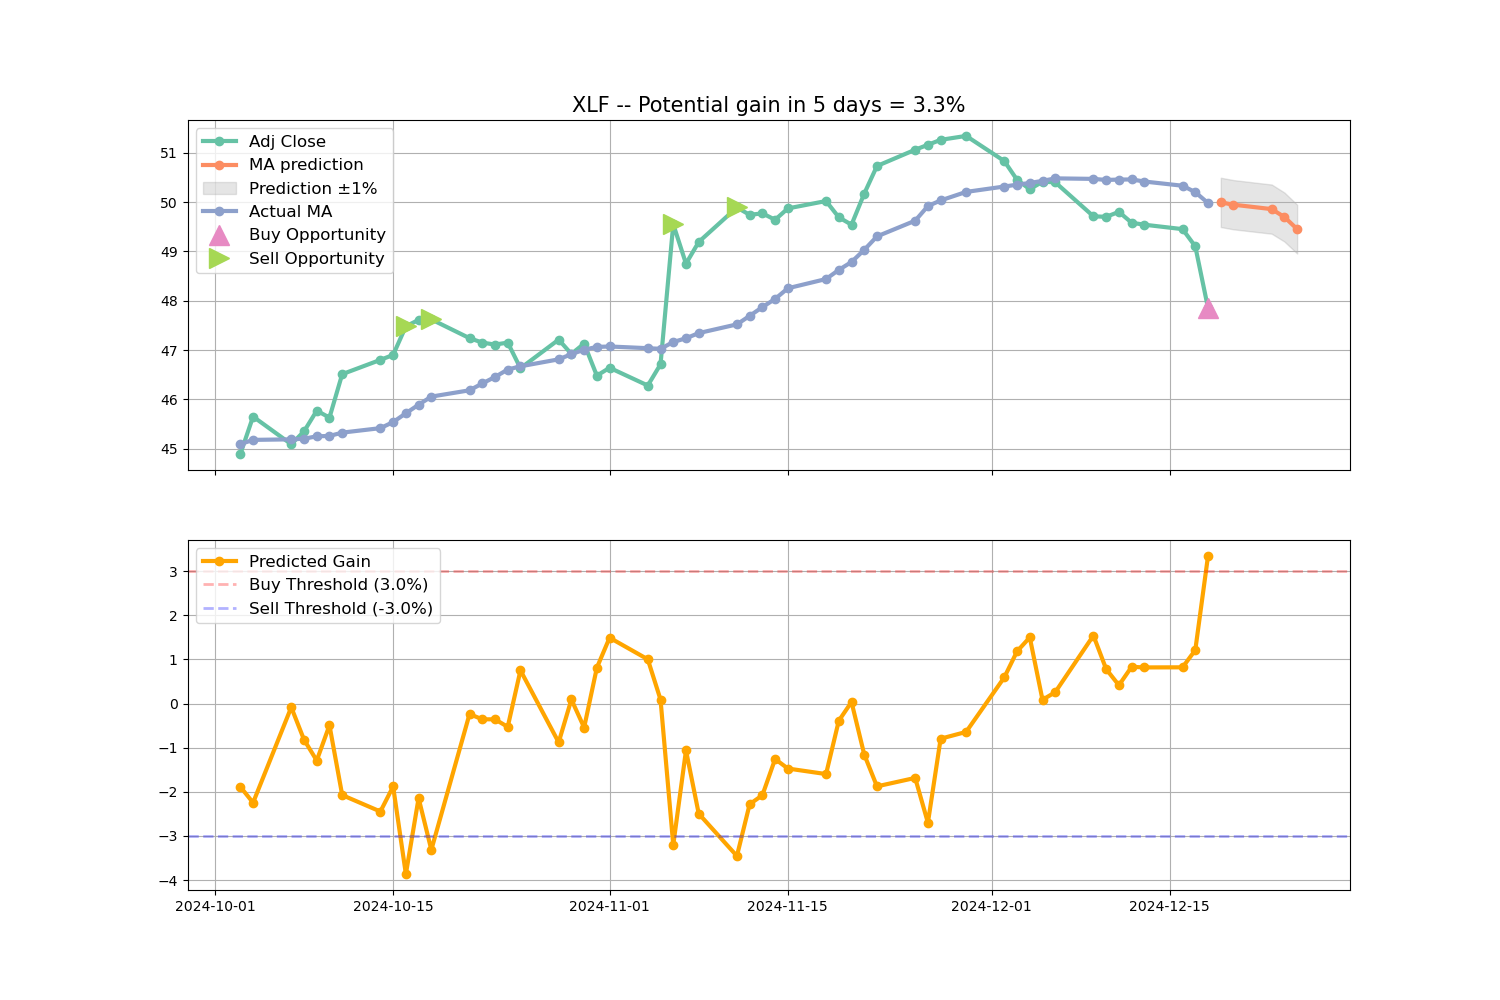 XLF -- Potential gain in 5 days = 3.3%
Adj Close
MA prediction
Prediction ±1%
Actual MA
Buy Opportunity
Sell Opportunity
51
50
49
48
47
46
45
Predicted Gain
Buy Threshold (3.0%)
Sell Threshold (-3.0%)
3
2
1
0
−1
−2
−3
−4
2024-10-01
2024-10-15
2024-11-01
2024-11-15
2024-12-01
2024-12-15